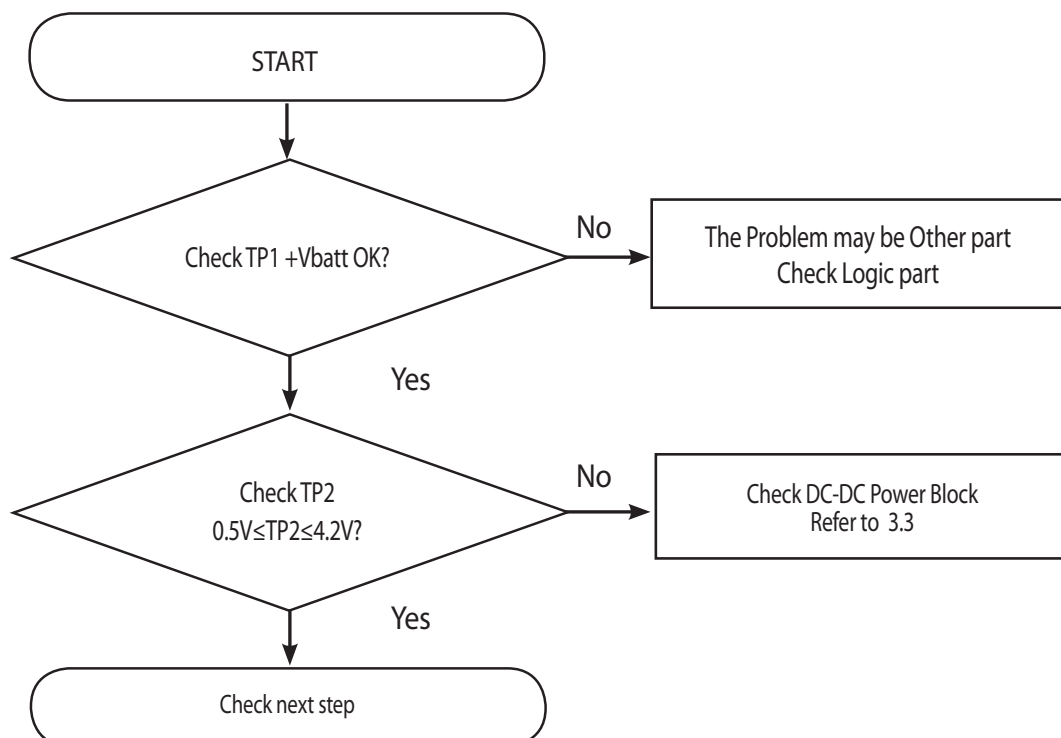 START
Check TP1 +Vbatt OK?
No
The Problem may be Other part
Check Logic part
Yes
Check TP2
0.5V≤TP2≤4.2V?
No
Check DC-DC Power Block
Refer to 3.3
Yes
Check next step